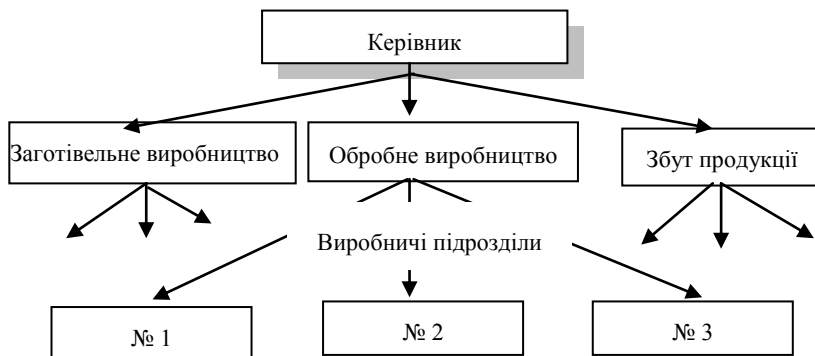 Керівник
Заготівельне виробництво
Обробне виробництво
Збут продукції
Виробничі підрозділи
№ 1
№ 2
№ 3